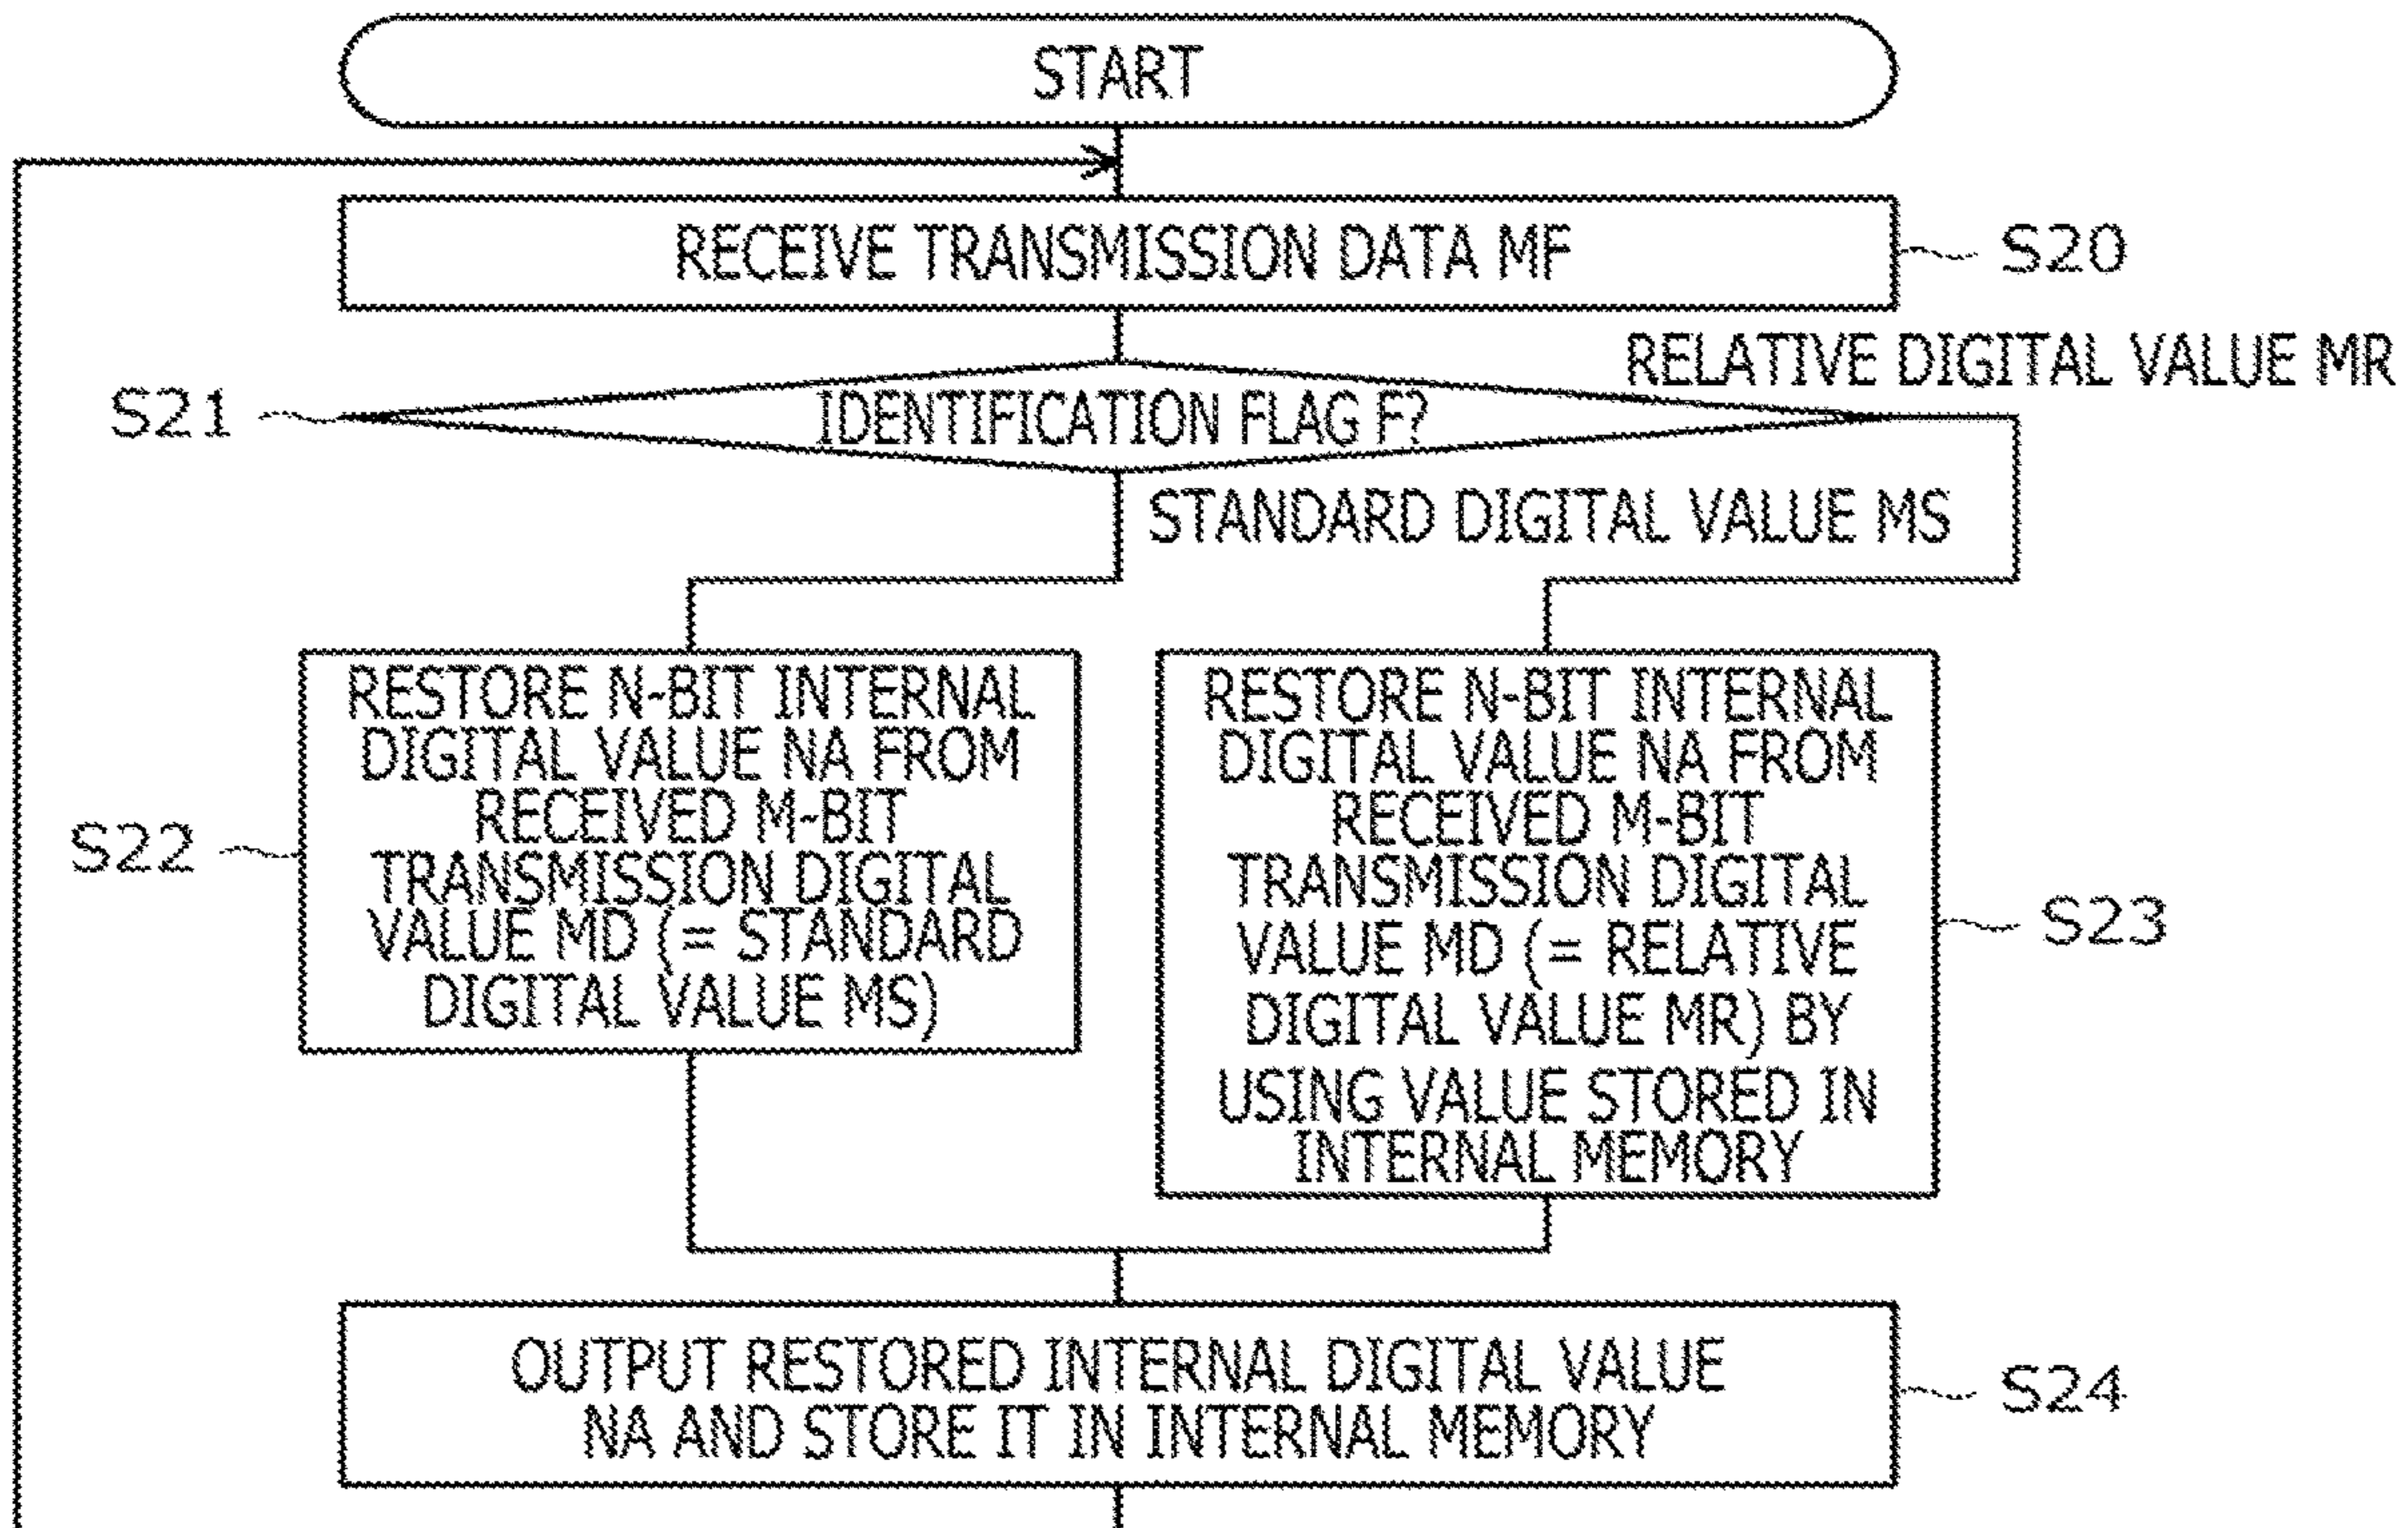 START
RECEIVE TRANSMISSION DATA MF
S20
RELATIVE DIGITAL VALUE MR
S21
IDENTIFICATION FLAG F?
STANDARD DIGITAL VALUE MS
RESTORE N-BIT INTERNAL
DIGITAL VALUE NA FROM
RECEIVED M-BIT
TRANSMISSION DIGITAL
VALUE MD (= STANDARD
DIGITAL VALUE MS)
S22
RESTORE N-BIT INTERNAL
DIGITAL VALUE NA FROM
RECEIVED M-BIT
TRANSMISSION DIGITAL
VALUE MD (= RELATIVE
DIGITAL VALUE MR) BY
USING VALUE STORED IN
INTERNAL MEMORY
S23
OUTPUT RESTORED INTERNAL DIGITAL VALUE
NA AND STORE IT IN INTERNAL MEMORY
S24